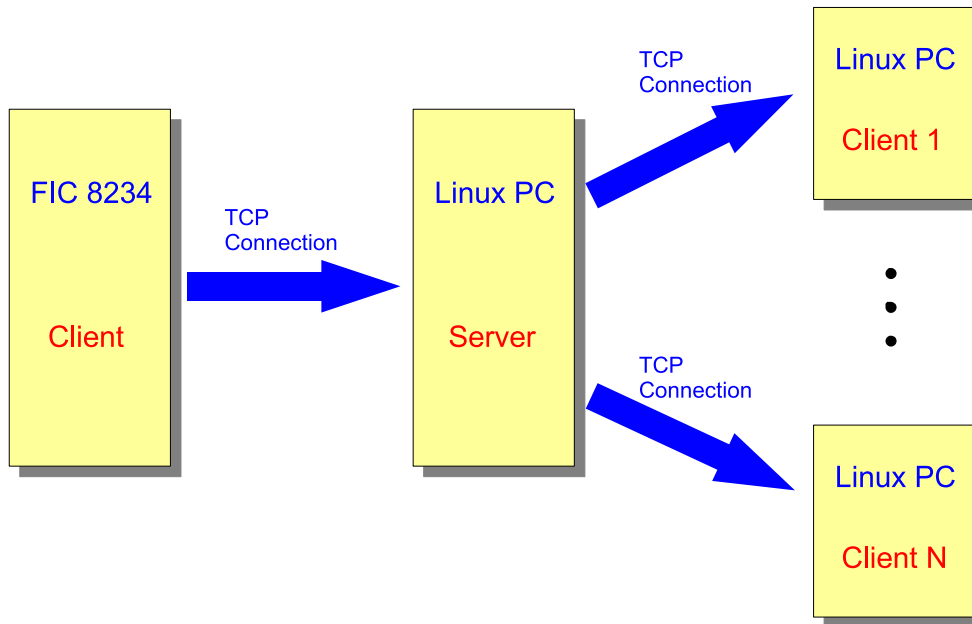 FIC 8234
Client
TCP
Connection
Linux PC
Server
TCP
Connection
Linux PC
Client 1
TCP
Connection
Linux PC
Client N